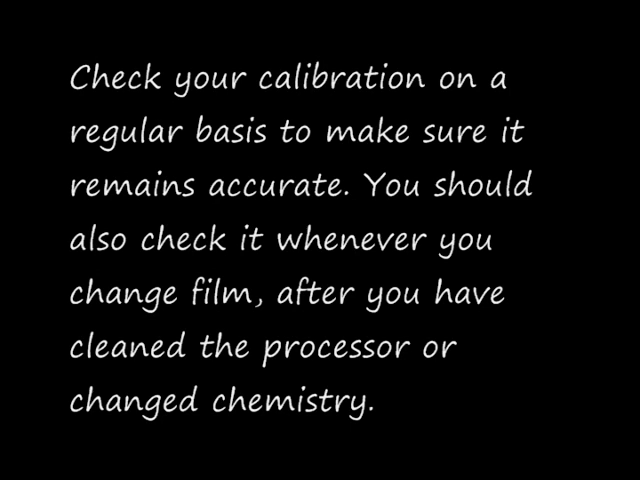 Check your calibration on a
regular basis to make sure it
remains accurate. You should
also check it whenever you
change film, after you have
cleaned the processor or
changed chemistry.